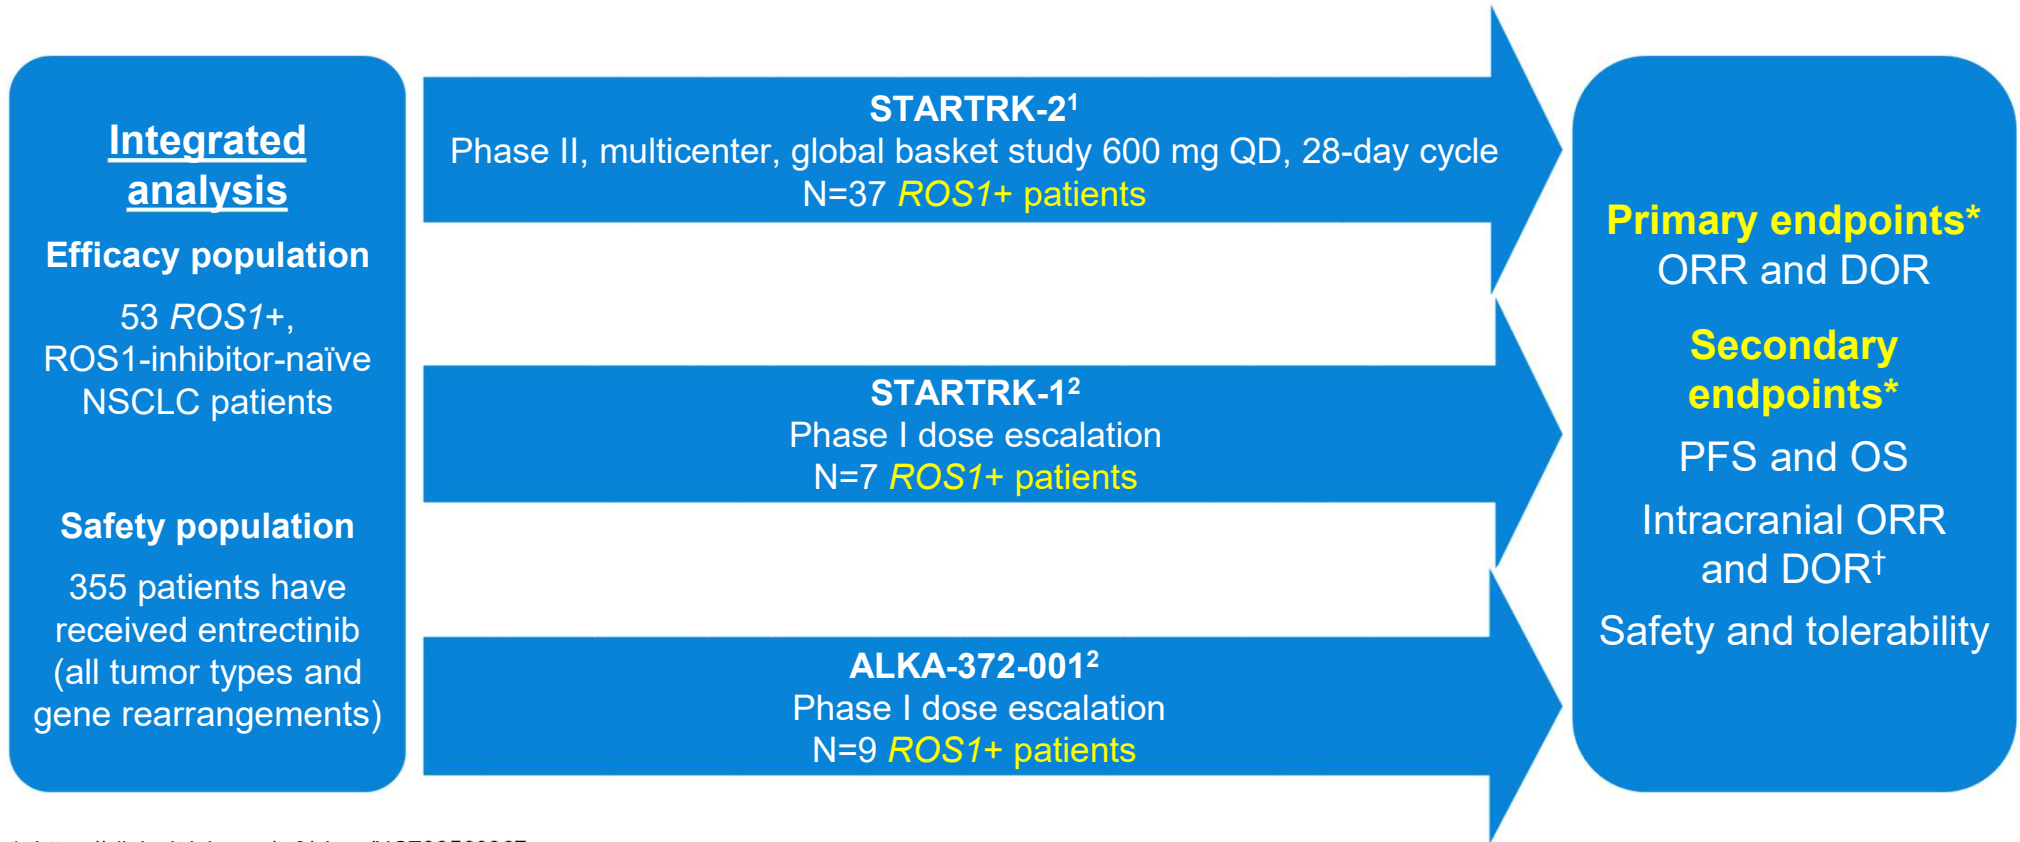 Integrated
analysis
Efficacy population
53 ROS1+,
ROS1-inhibitor-naïve
NSCLC patients
Safety population
355 patients have
received entrectinib
(all tumor types and
gene rearrangements)
STARTRK-2¹
Phase II, multicenter, global basket study 600 mg QD, 28-day cycle
N=37 ROS1+ patients
STARTRK-1²
Phase I dose escalation
N=7 ROS1+ patients
ALKA-372-001²
Phase I dose escalation
N=9 ROS1+ patients
Primary endpoints*
ORR and DOR
Secondary
endpoints*
PFS and OS
Intracranial ORR
and DOR†
Safety and tolerability